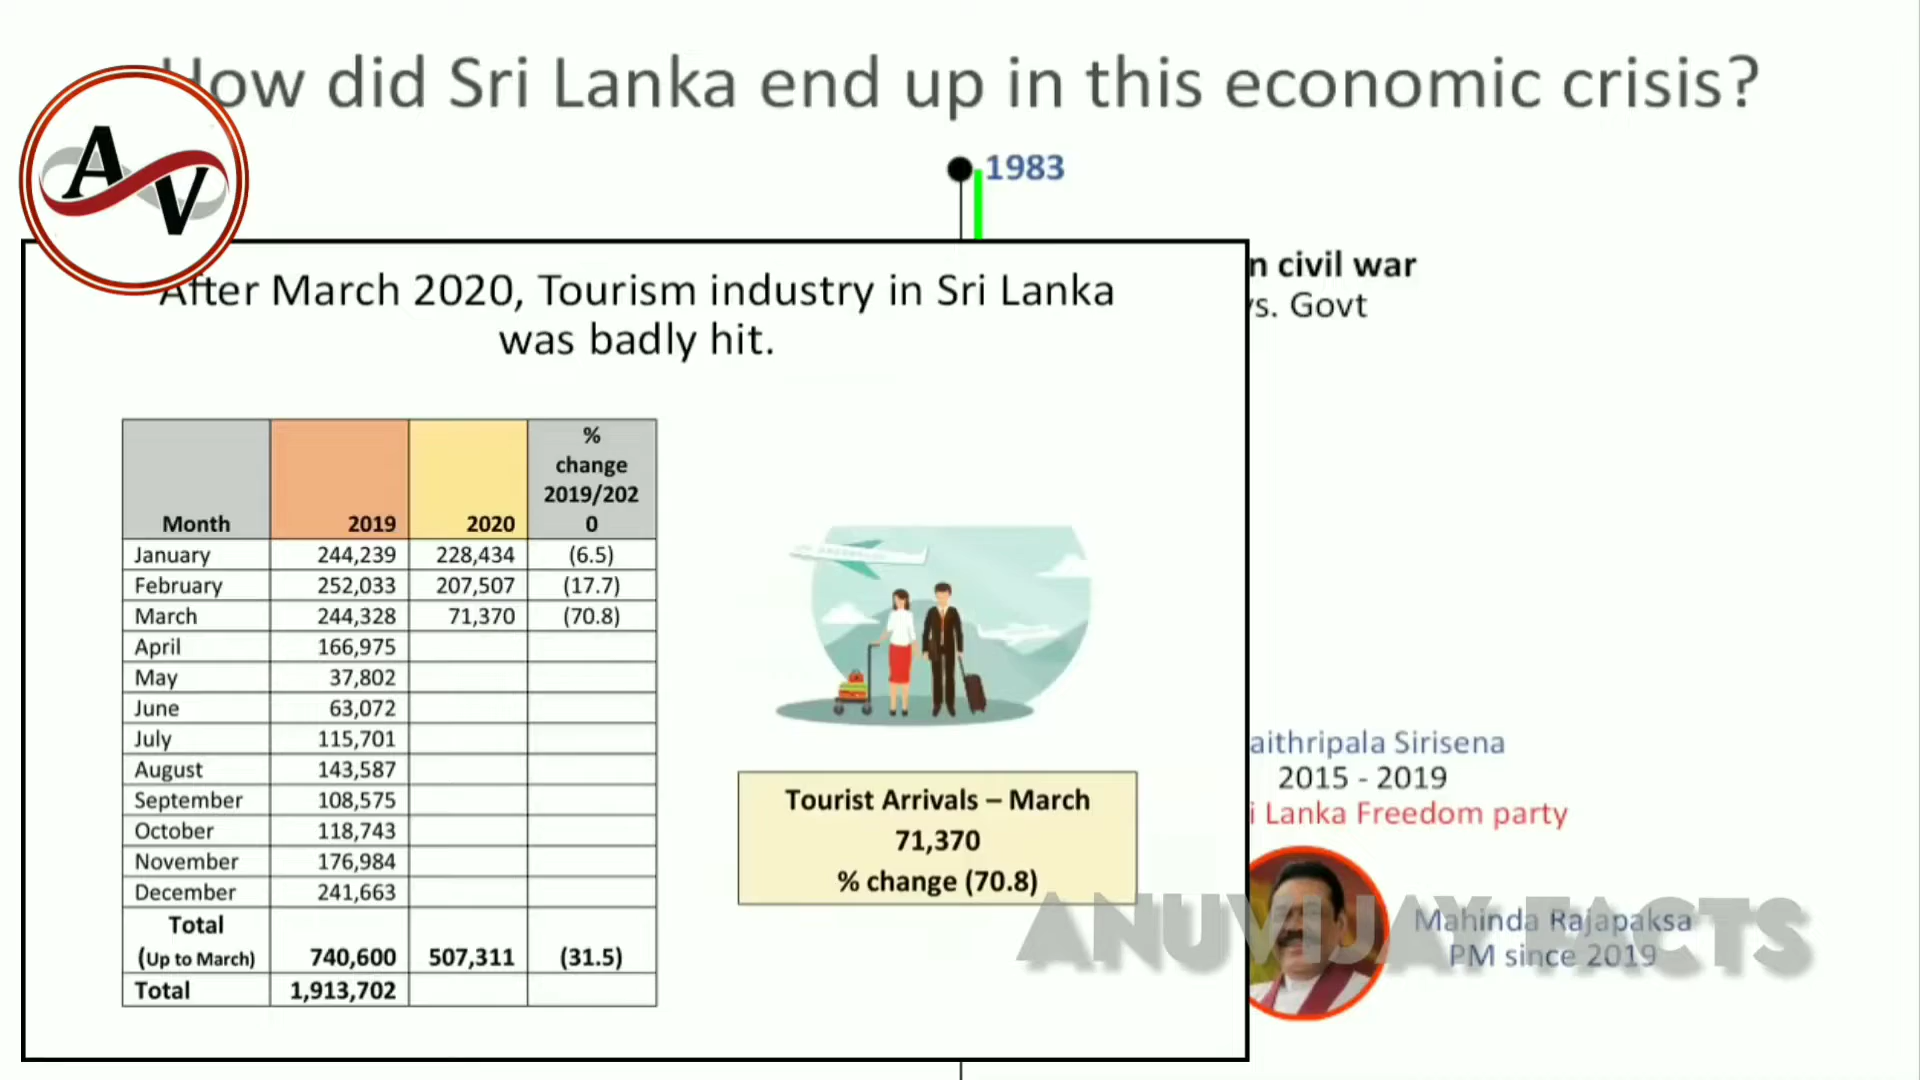 How did Sri Lanka end up in this economic crisis?
AV
1983
n civil war
vs. Govt
After March 2020, Tourism industry in Sri Lanka
was badly hit.
Month 2019 2020 % change 2019/2020
January 244,239 228,434 (6.5)
February 252,033 207,507 (17.7)
March 244,328 71,370 (70.8)
April 166,975
May 37,802
June 63,072
July 115,701
August 143,587
September 108,575
October 118,743
November 176,984
December 241,663
Total
(Up to March) 740,600 507,311 (31.5)
Total 1,913,702
Tourist Arrivals – March
71,370
% change (70.8)
aithripala Sirisena
2015 - 2019
i Lanka Freedom party
Mahinda Rajapaksa
PM since 2019
ANUVIJAY FACTS